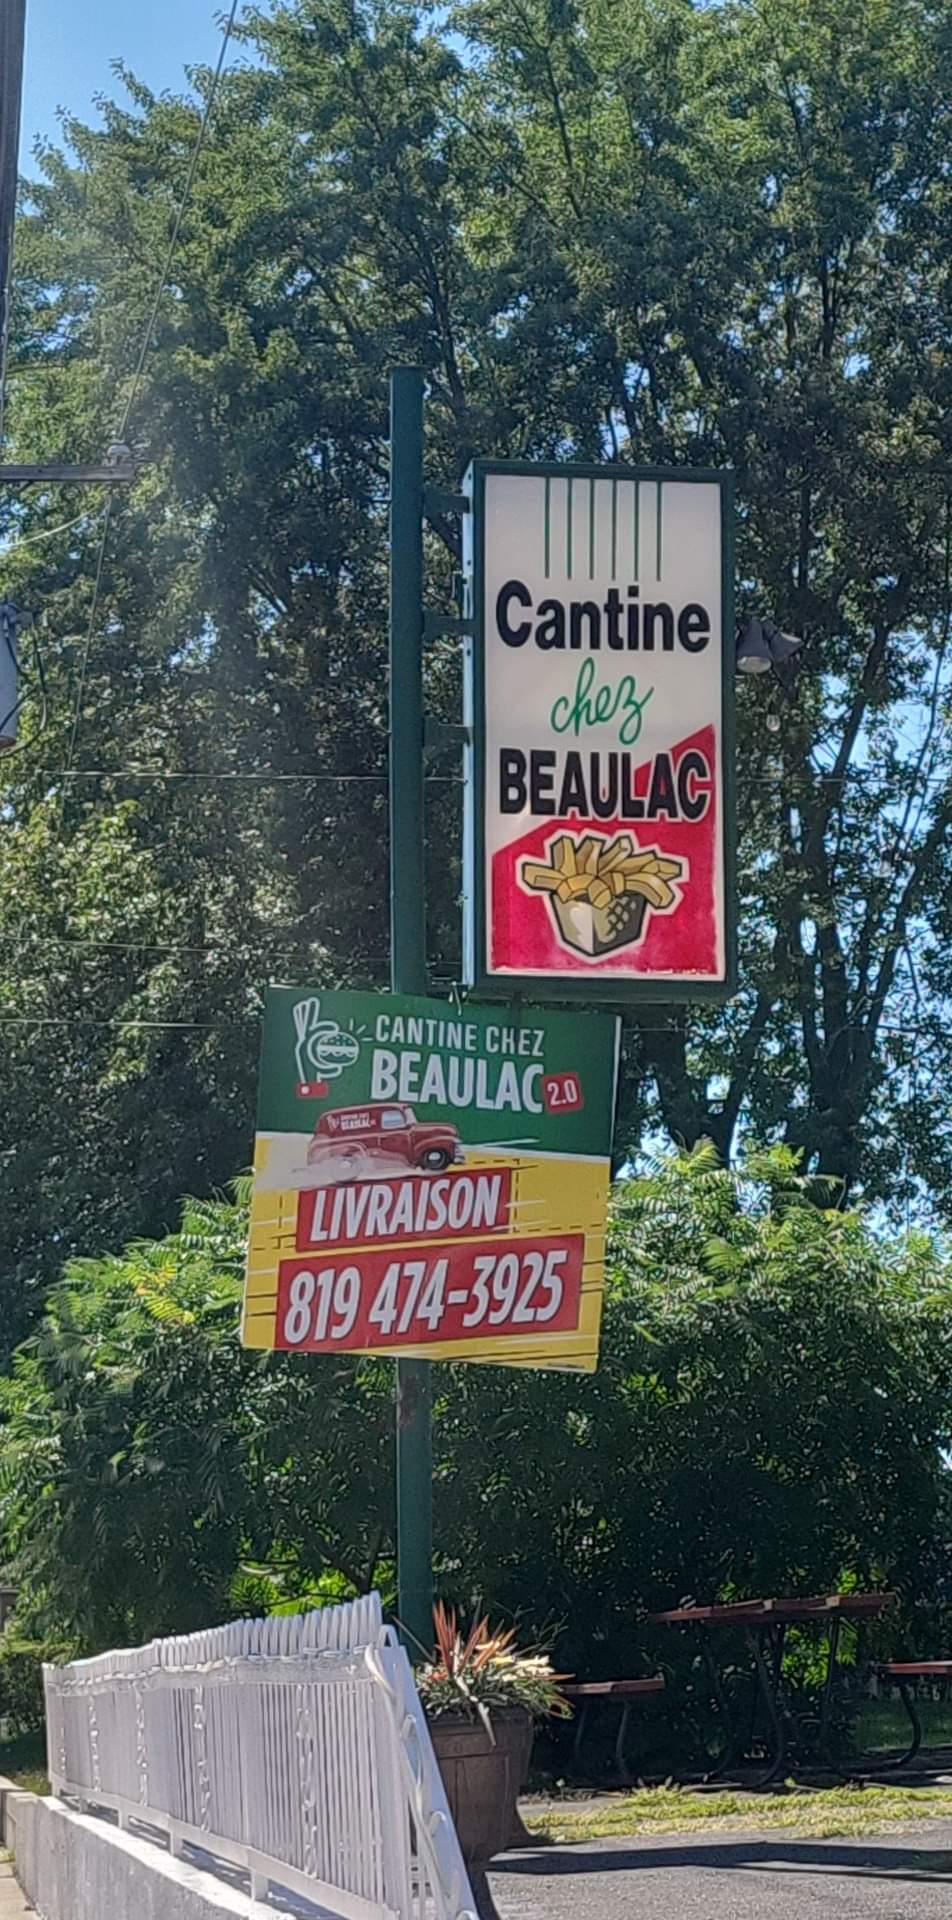 Cantine
chez
BEAULAC
CANTINE CHEZ
BEAULAC 2.0
LIVRAISON
819 474-3925